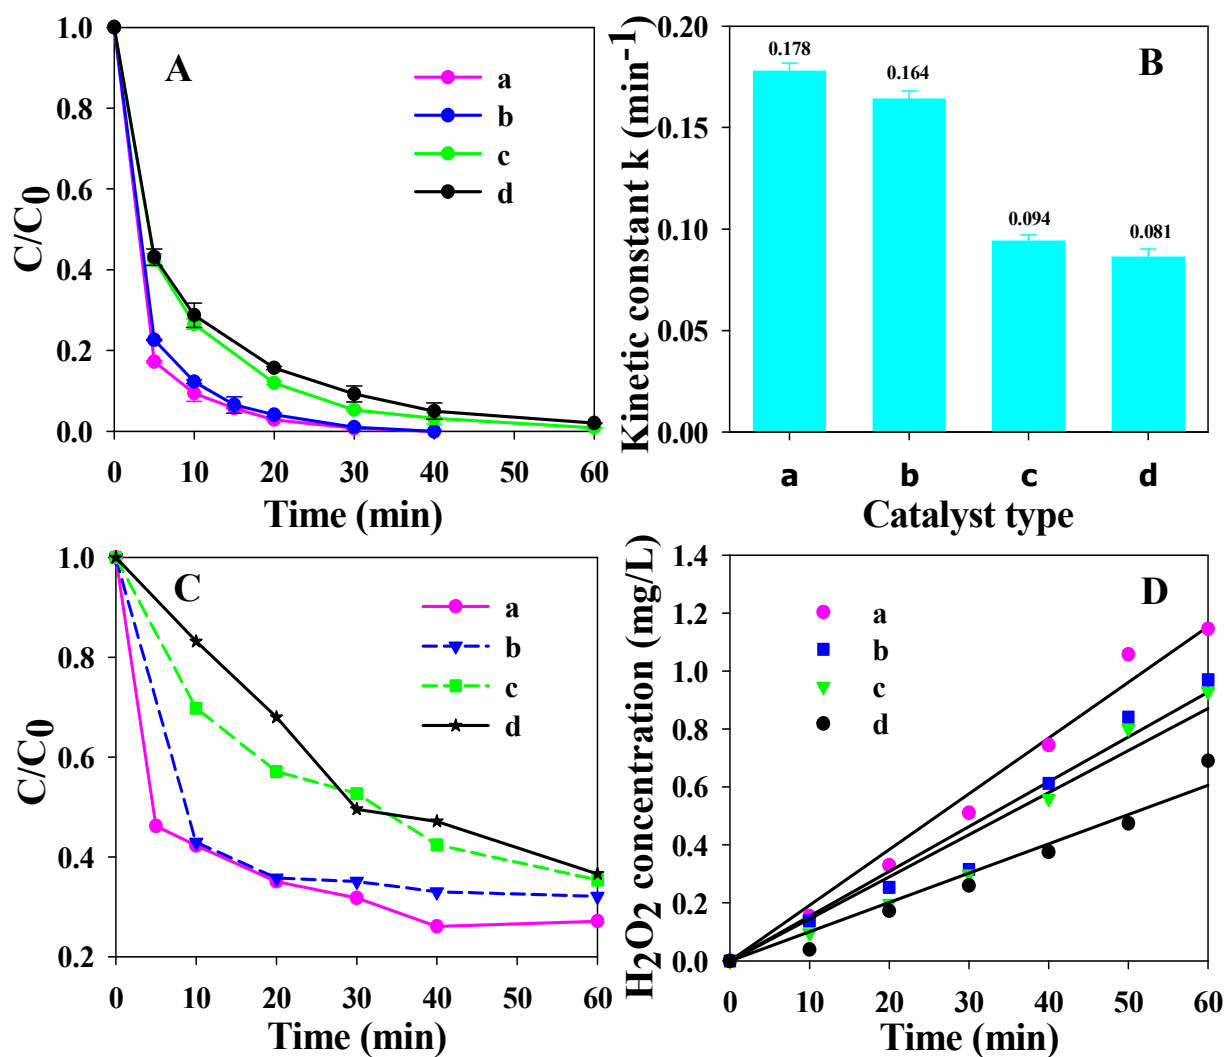 A
a
b
c
d
1.0
0.8
0.6
0.4
0.2
0.0
C/C0
0 10 20 30 40 50 60
Time (min)
B
0.178
0.164
0.094
0.081
0.20
0.15
0.10
0.05
0.00
Kinetic constant k (min-1)
a b c d
Catalyst type
C
a
b
c
d
1.0
0.8
0.6
0.4
0.2
C/C0
0 10 20 30 40 50 60
Time (min)
D
a
b
c
d
1.4
1.2
1.0
0.8
0.6
0.4
0.2
0.0
H2O2 concentration (mg/L)
0 10 20 30 40 50 60
Time (min)